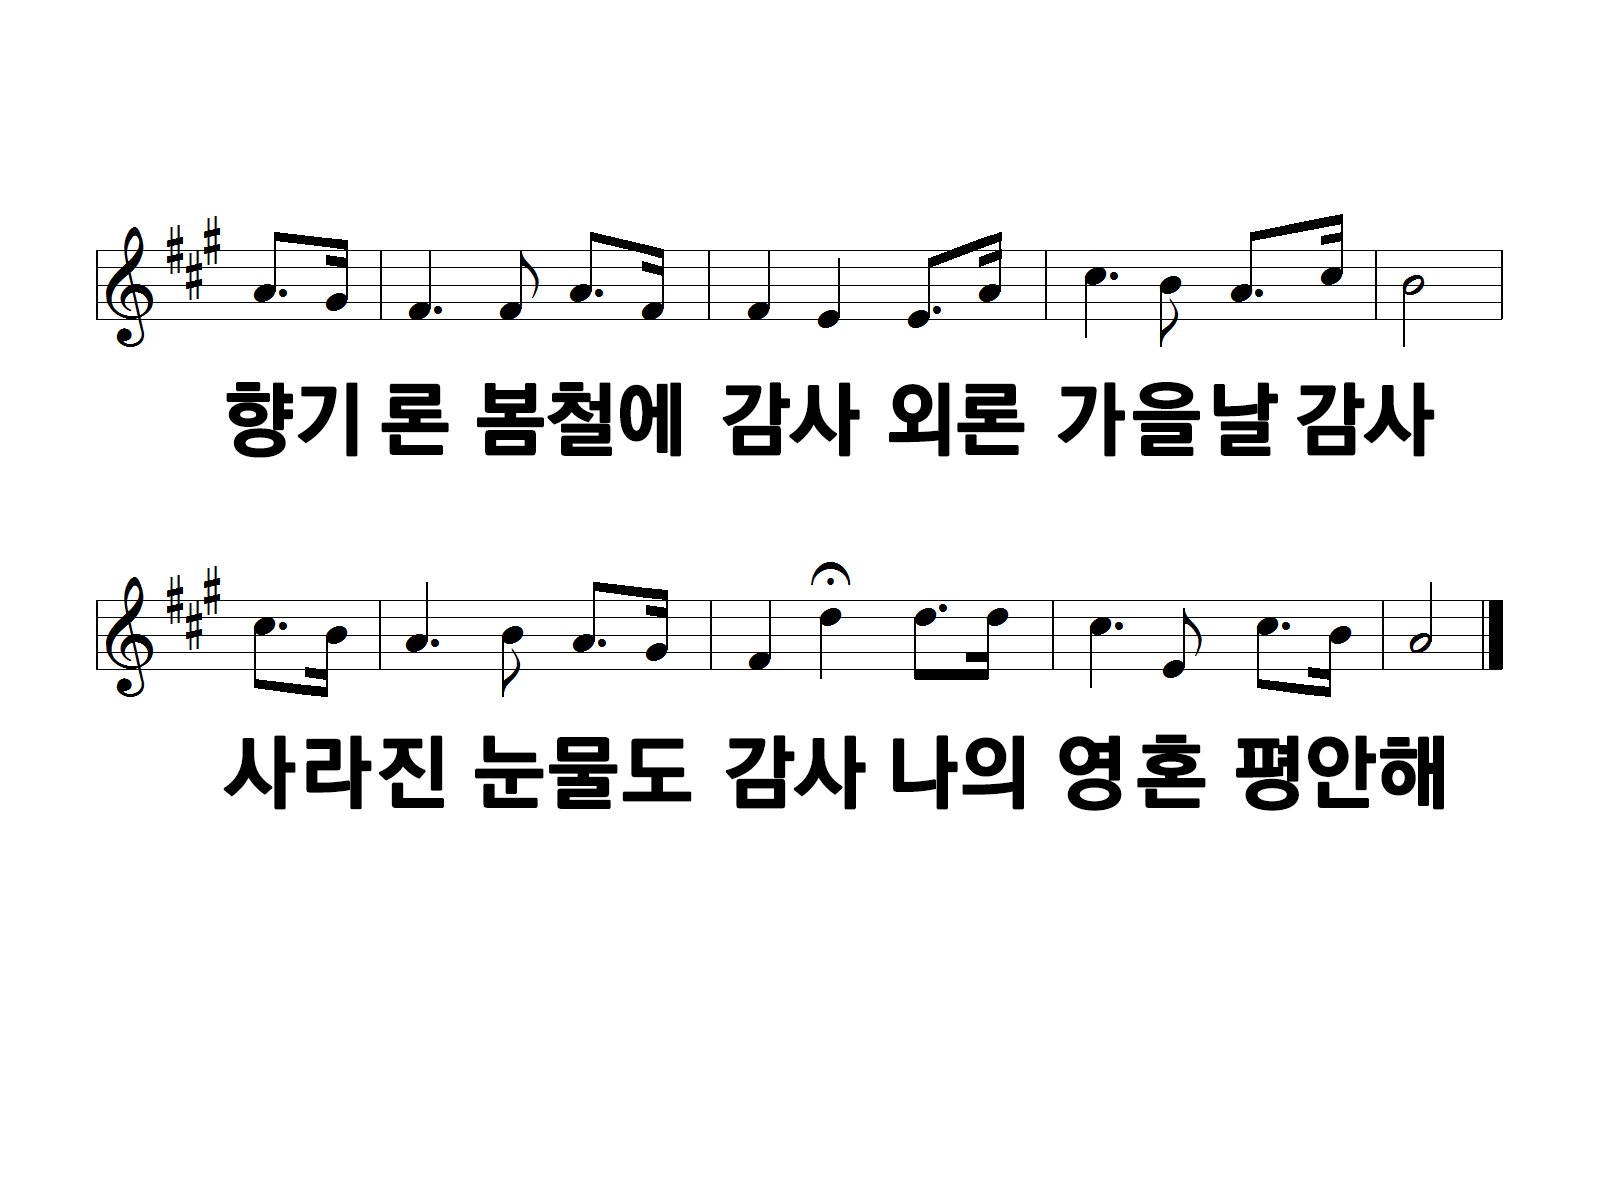 향기 론 봄철에 감사 외론 가을날 감사
사라진 눈물도 감사 나의 영혼 평안해